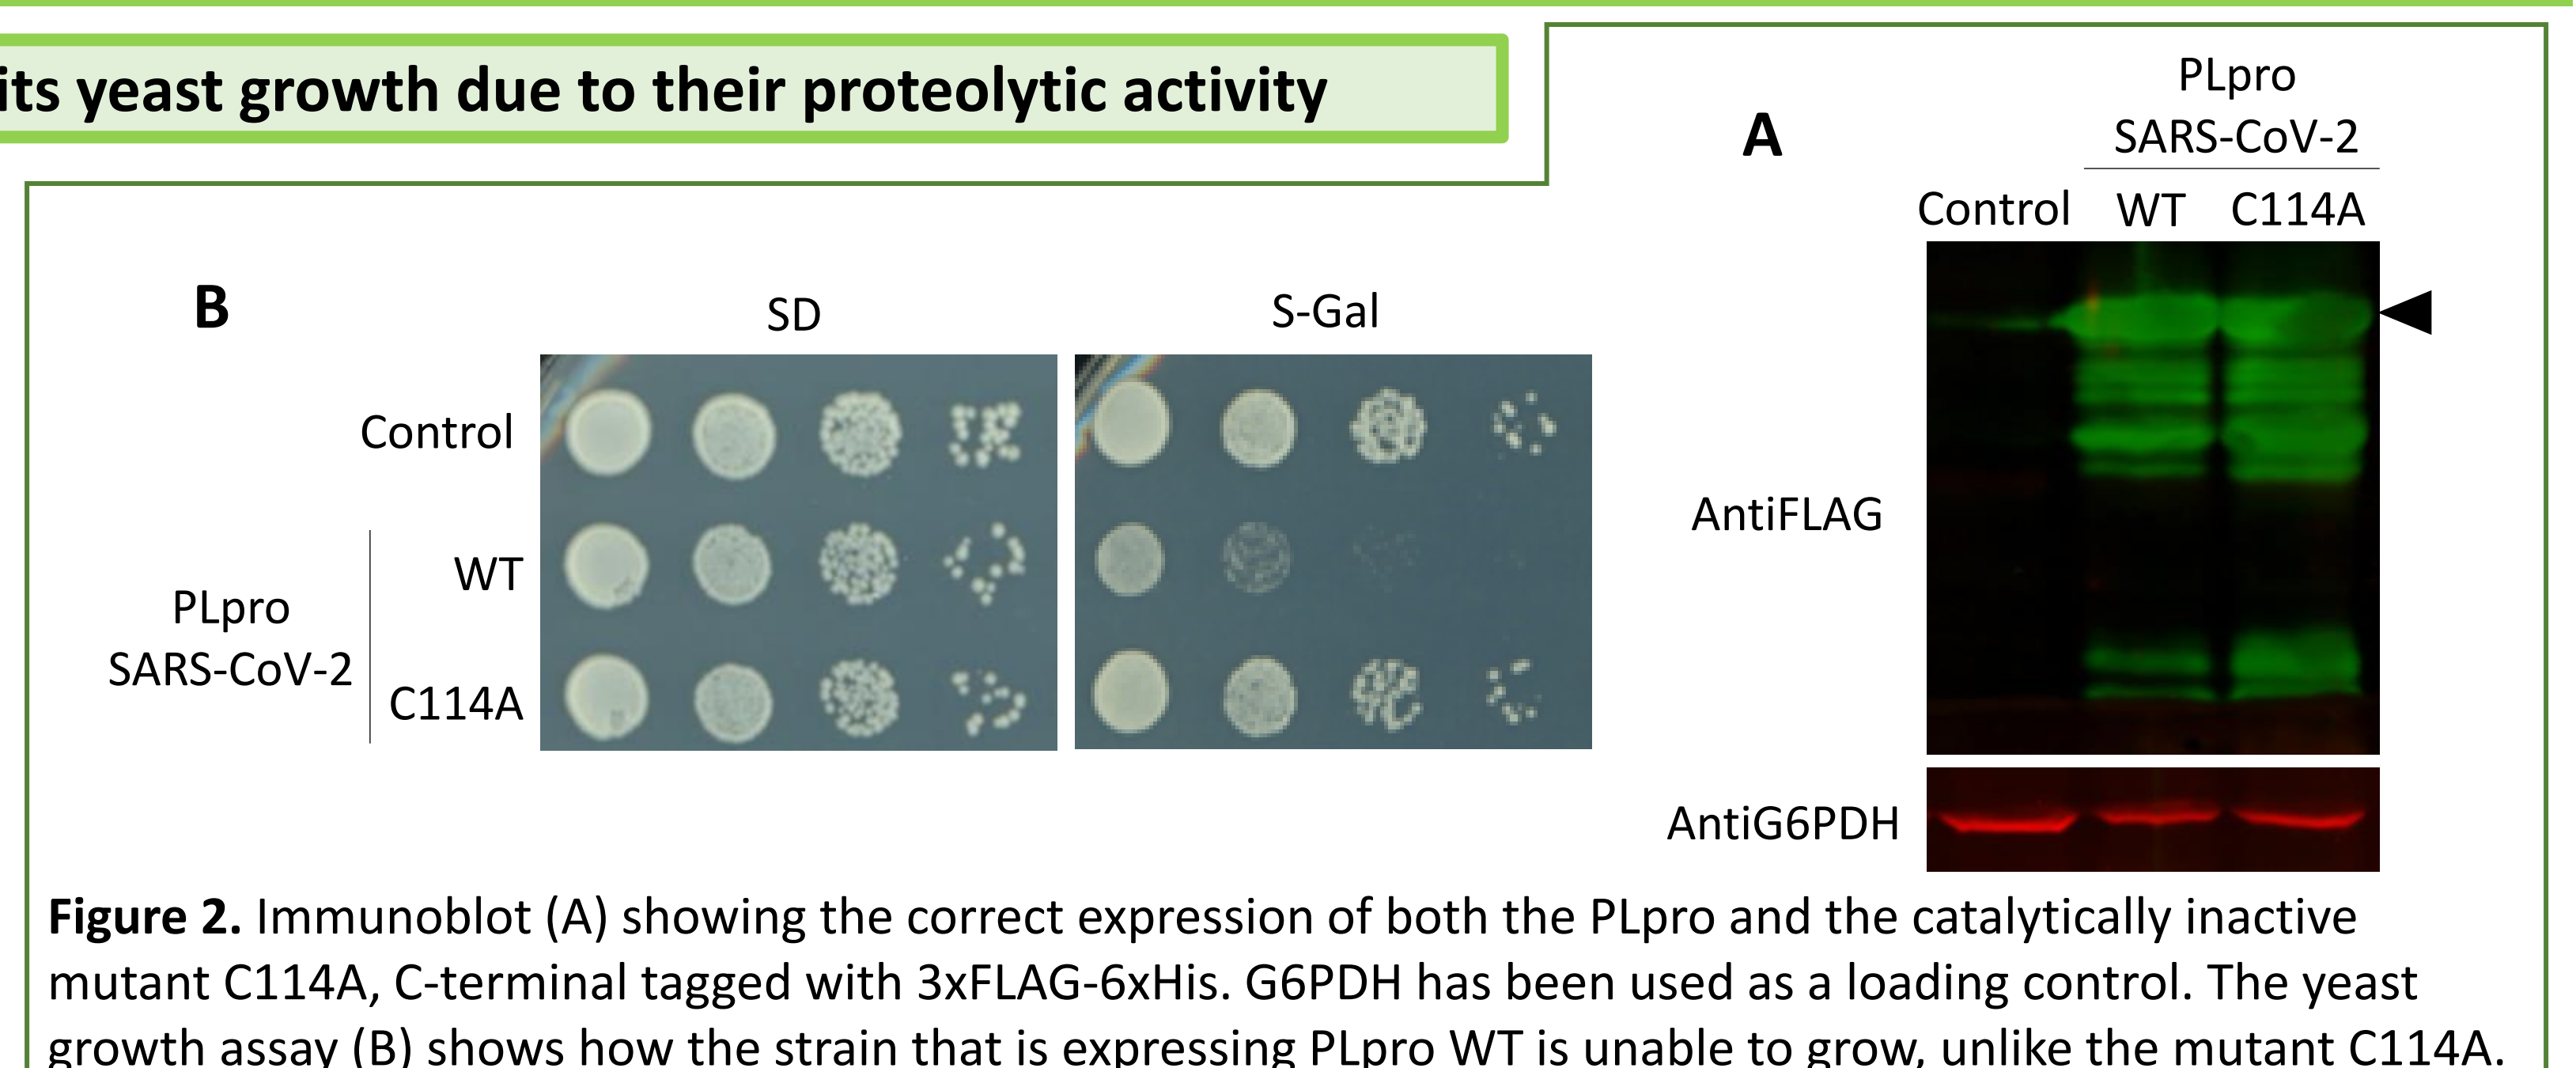 its yeast growth due to their proteolytic activity
A
PLpro
SARS-CoV-2
Control WT C114A
AntiFLAG
AntiG6PDH
B
SD S-Gal
Control
PLpro
SARS-CoV-2
WT
C114A
Figure 2. Immunoblot (A) showing the correct expression of both the PLpro and the catalytically inactive
mutant C114A, C-terminal tagged with 3xFLAG-6xHis. G6PDH has been used as a loading control. The yeast
growth assay (B) shows how the strain that is expressing PLpro WT is unable to grow, unlike the mutant C114A.